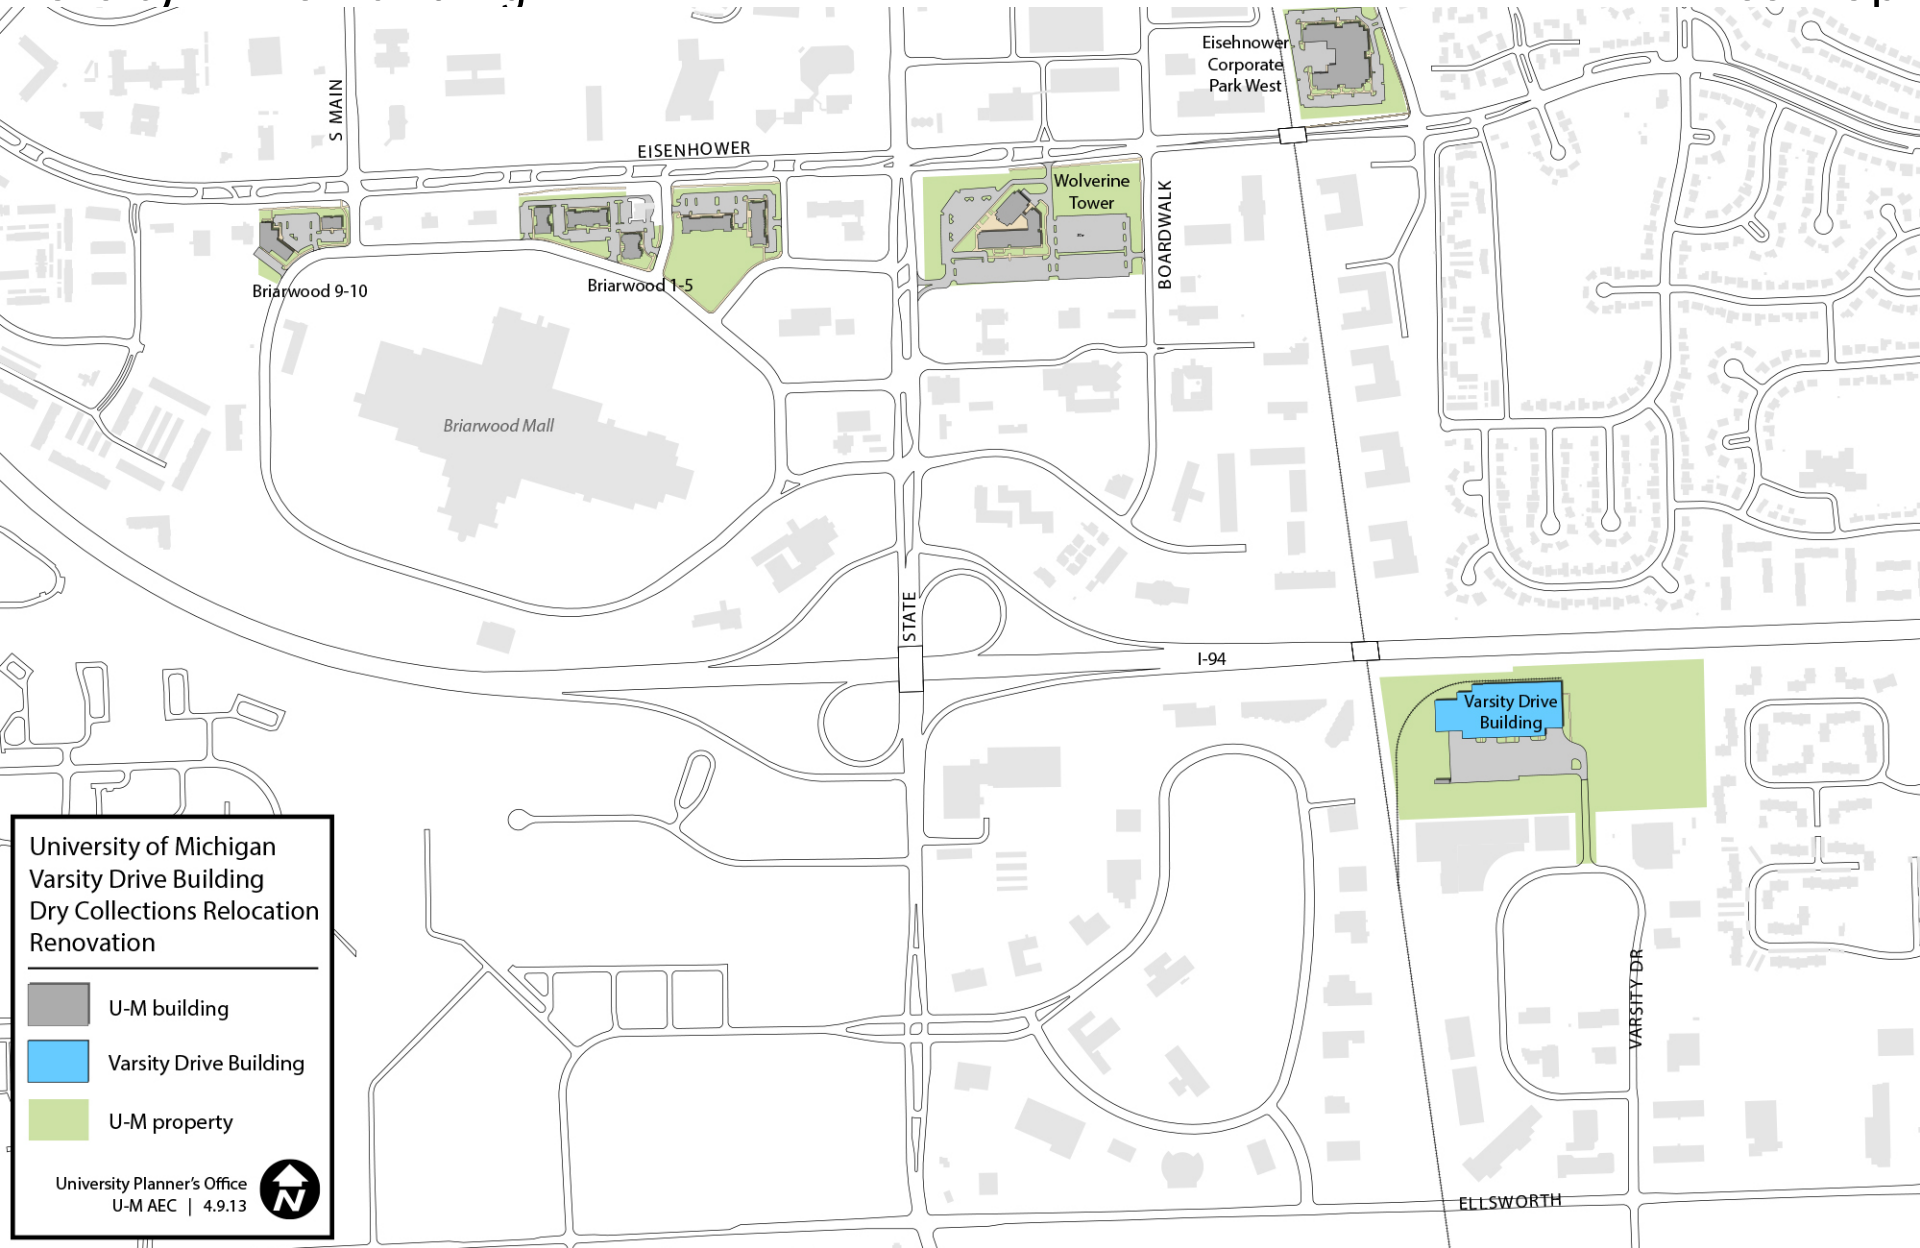 Eisehnower
Corporate
Park West
S MAIN
EISENHOWER
Wolverine
Tower
BOARDWALK
Briarwood 9-10
Briarwood 1-5
Briarwood Mall
STATE
I-94
Varsity Drive
Building
VARSITY DR
ELLSWORTH
University of Michigan
Varsity Drive Building
Dry Collections Relocation
Renovation
U-M building
Varsity Drive Building
U-M property
University Planner's Office
U-M AEC | 4.9.13
N